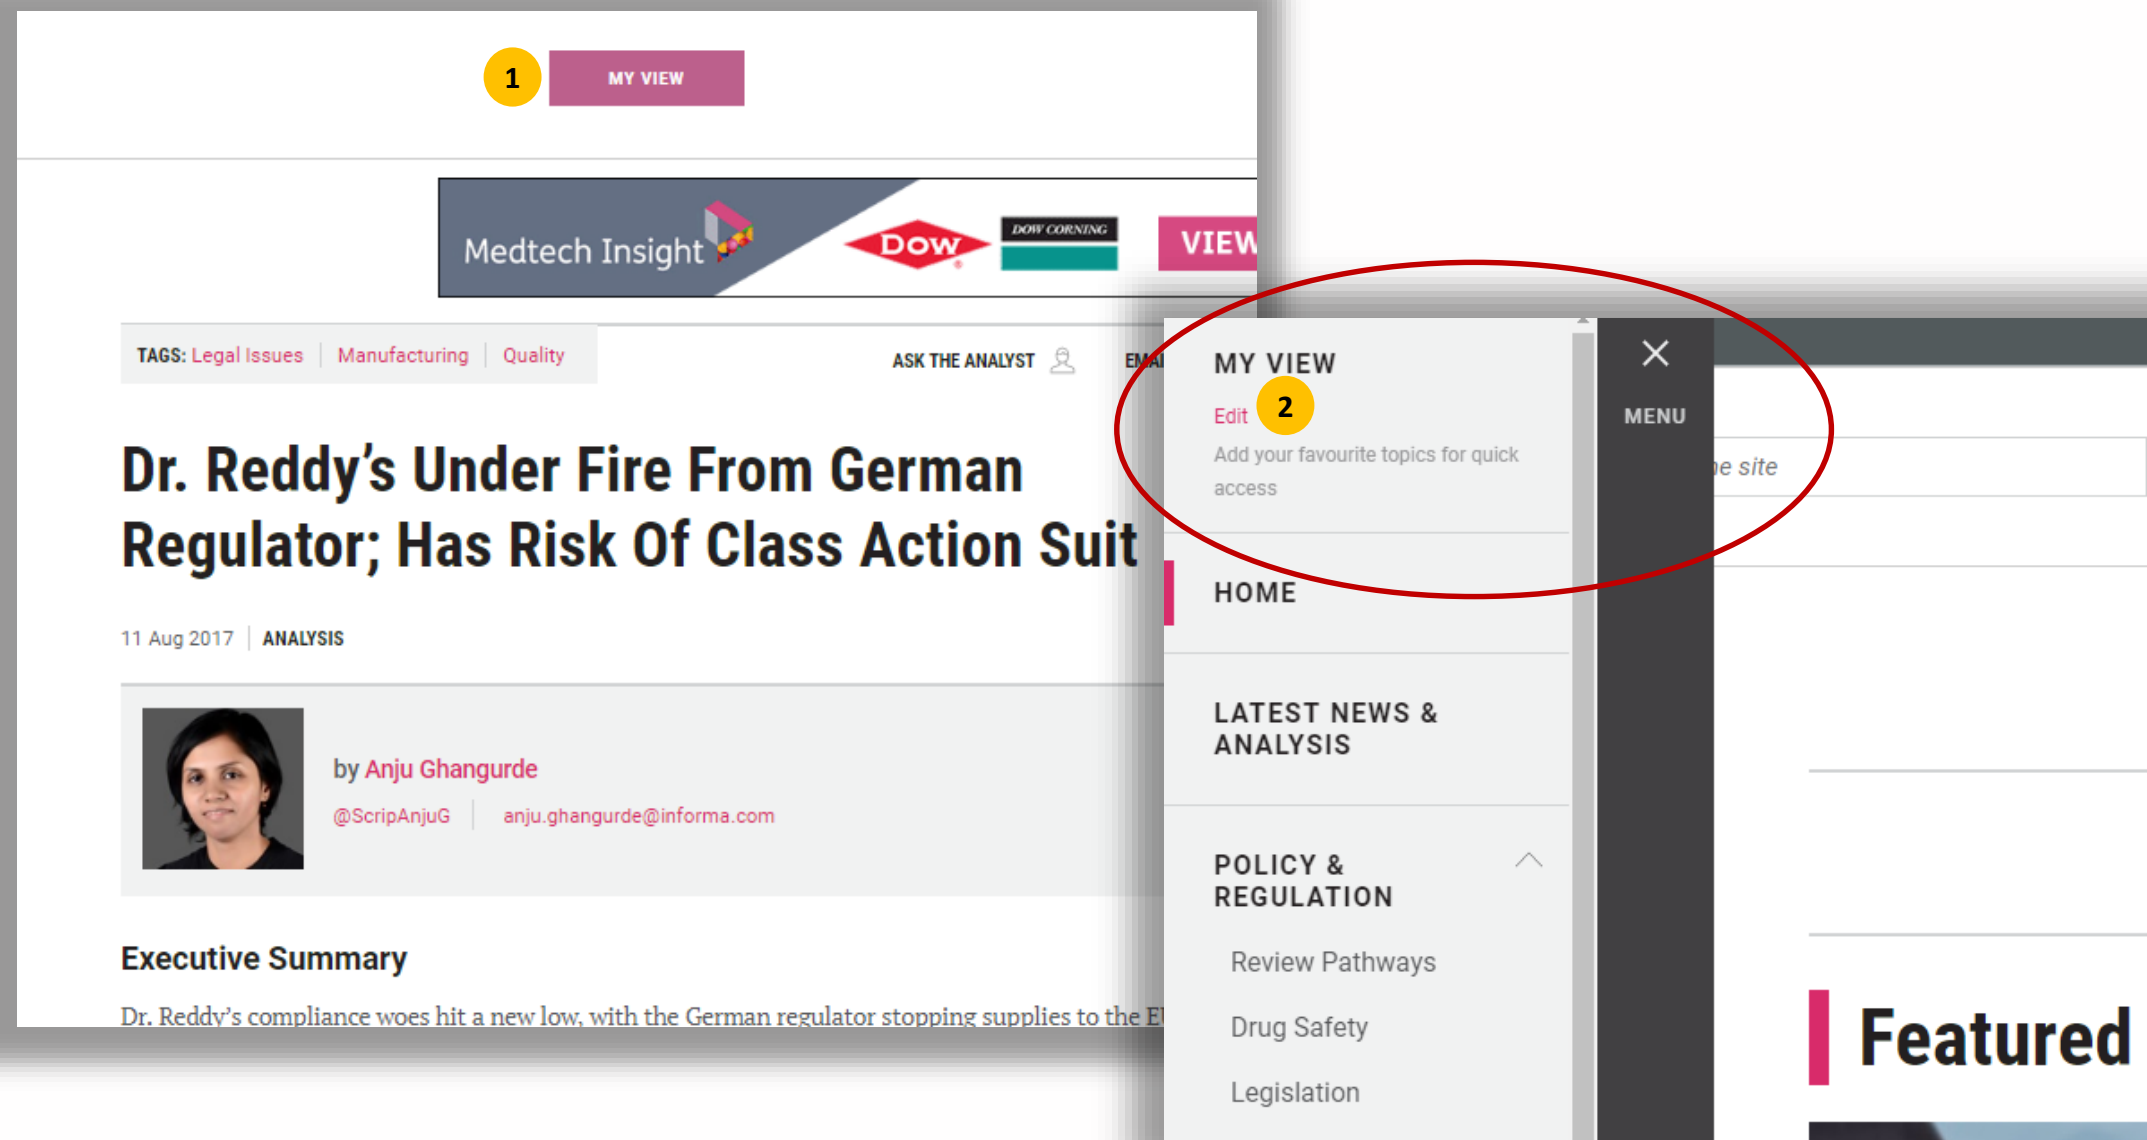 1
MY VIEW
Medtech Insight
DOW
DOW CORNING
VIEW
TAGS: Legal Issues | Manufacturing | Quality
ASK THE ANALYST
Dr. Reddy's Under Fire From German
Regulator; Has Risk Of Class Action Suit
11 Aug 2017 | ANALYSIS
by Anju Ghangurde
@ScripAnjuG | anju.ghangurde@informa.com
Executive Summary
Dr. Reddy's compliance woes hit a new low, with the German regulator stopping supplies to the
MY VIEW
Edit
2
Add your favourite topics for quick
access
HOME
LATEST NEWS &
ANALYSIS
POLICY &
REGULATION
Review Pathways
Drug Safety
Legislation
MENU
site
Featured